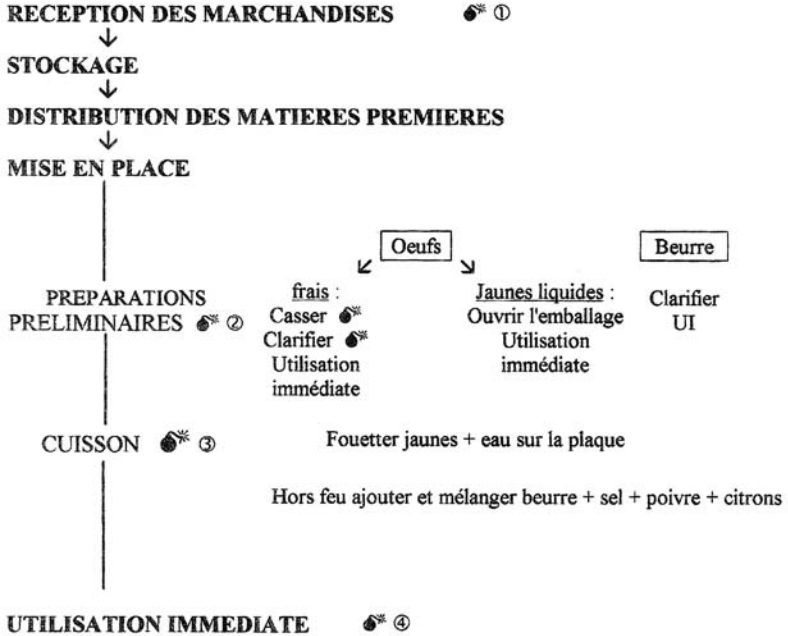 RECEPTION DES MARCHANDISES 💣 ①
STOCKAGE
DISTRIBUTION DES MATIERES PREMIERES
MISE EN PLACE
Oeufs
Beurre
PREPARATIONS
PRELIMINAIRES 💣 ②
frais :
Casser 💣
Clarifier 💣
Utilisation
immédiate
Jaunes liquides :
Ouvrir l'emballage
Utilisation
immédiate
Clarifier
UI
CUISSON 💣 ③
Fouetter jaunes + eau sur la plaque
Hors feu ajouter et mélanger beurre + sel + poivre + citrons
UTILISATION IMMEDIATE 💣 ④